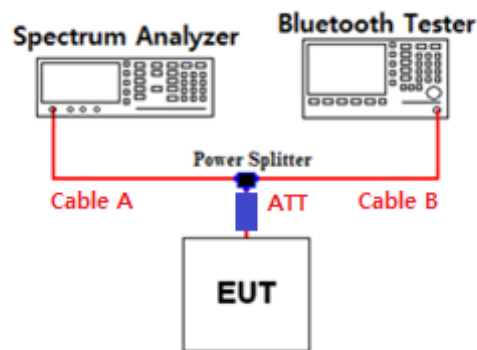 Spectrum Analyzer
Bluetooth Tester
Power Splitter
Cable A
ATT
Cable B
EUT